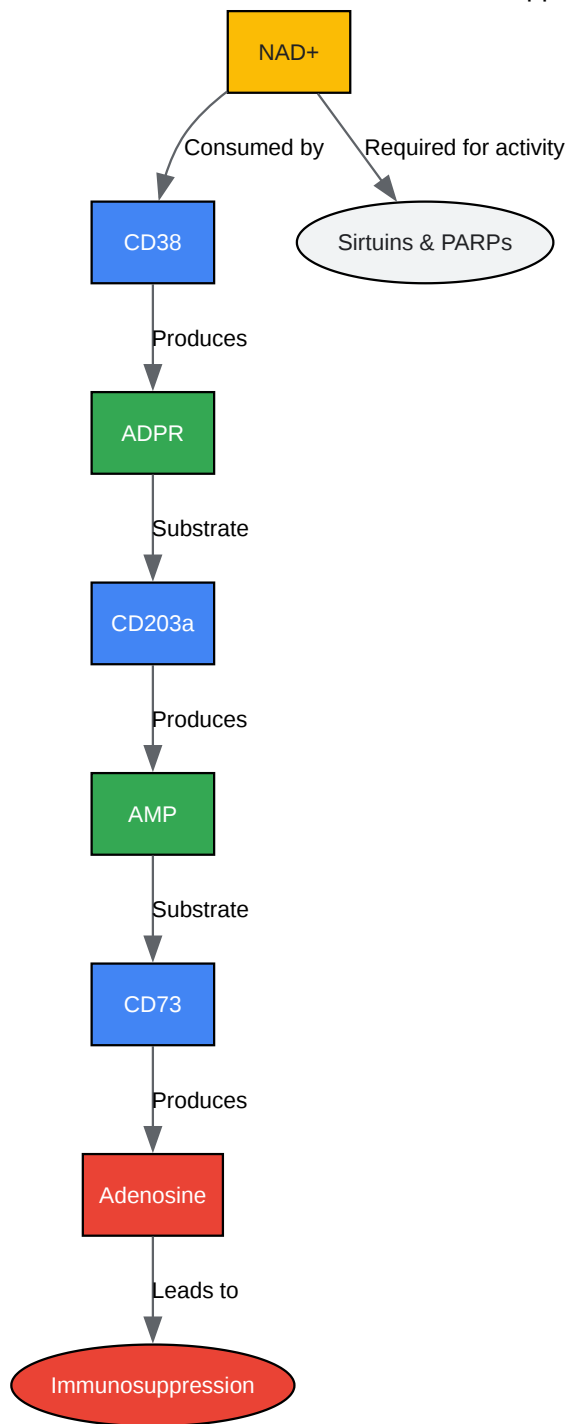 NAD+
Consumed by
Required for activity
CD38
Sirtuins & PARPs
Produces
ADPR
Substrate
CD203a
Produces
AMP
Substrate
CD73
Produces
Adenosine
Leads to
Immunosuppression